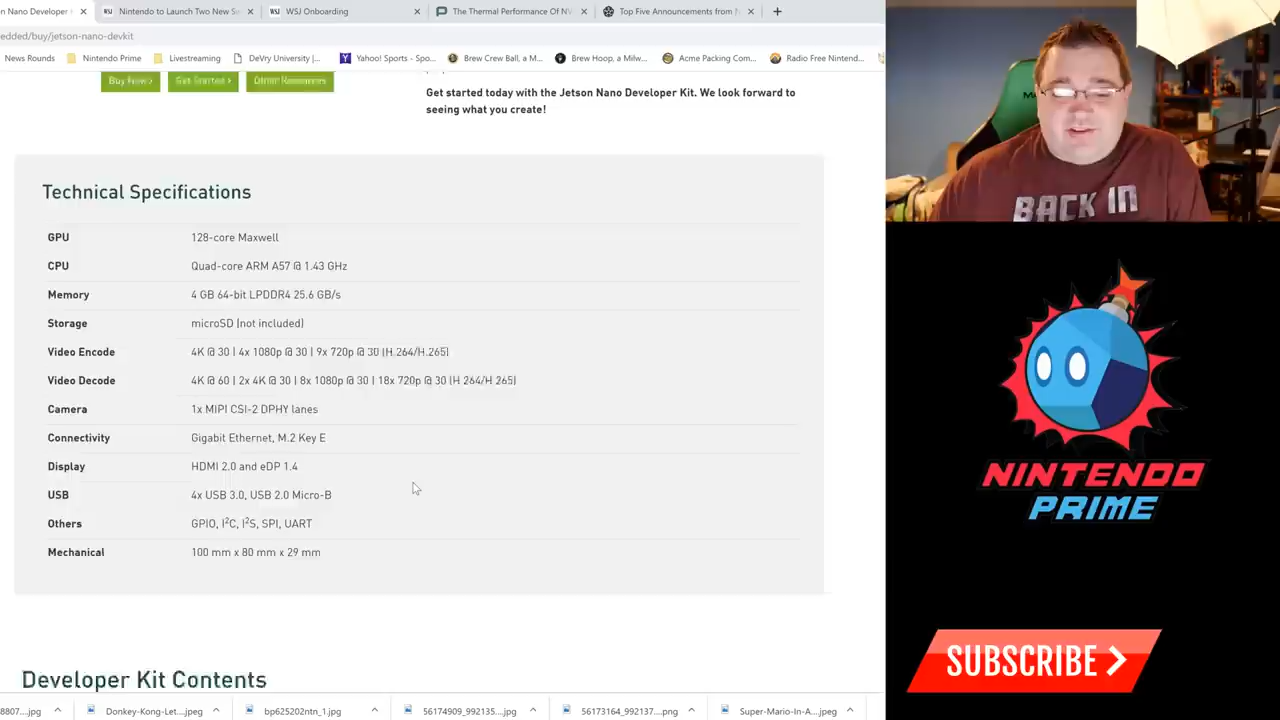 n Nano Developer
Nintendo to Launch Two New S
WSJ
WSJ Onboarding
The Thermal Performance Of NV
Top Five Announcements from
edded/buy/jetson-nano-devkit
News Rounds
Nintendo Prime
Livestreaming
DeVry University |...
Yahoo! Sports - Spo...
Brew Crew Ball, a M...
Brew Hoop, a Milw...
Acme Packing Com...
Radio Free Nintend...
Buy Now >
Get Started >
Other Resources
Get started today with the Jetson Nano Developer Kit. We look forward to
seeing what you create!
Technical Specifications
GPU 128-core Maxwell
CPU Quad-core ARM A57 @ 1.43 GHz
Memory 4 GB 64-bit LPDDR4 25.6 GB/s
Storage microSD (not included)
Video Encode 4K @ 30 | 4x 1080p @ 30 | 9x 720p @ 30 (H.264/H.265)
Video Decode 4K @ 60 | 2x 4K @ 30 | 8x 1080p @ 30 | 18x 720p @ 30 (H.264/H.265)
Camera 1x MIPI CSI-2 DPHY lanes
Connectivity Gigabit Ethernet, M.2 Key E
Display HDMI 2.0 and eDP 1.4
USB 4x USB 3.0, USB 2.0 Micro-B
Others GPIO, I²C, I²S, SPI, UART
Mechanical 100 mm x 80 mm x 29 mm
Developer Kit Contents
8807....jpg
Donkey-Kong-Let....jpeg
bp625202ntn_1.jpg
56174909_992135....jpg
56173164_992137....png
Super-Mario-In-A....jpeg
BACK IN
NINTENDO
PRIME
SUBSCRIBE